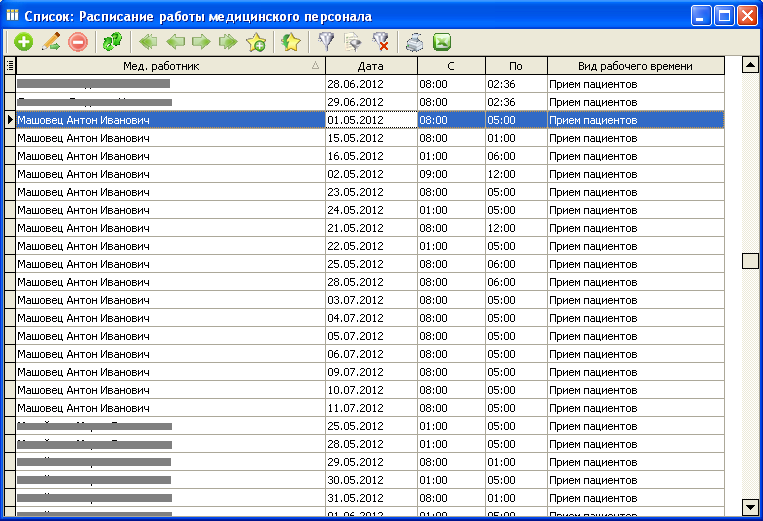 Список: Расписание работы медицинского персонала
Мед. работник Дата С По Вид рабочего времени
28.06.2012 08:00 02:36 Прием пациентов
29.06.2012 08:00 02:36 Прием пациентов
Машовец Антон Иванович 01.05.2012 08:00 05:00 Прием пациентов
Машовец Антон Иванович 15.05.2012 08:00 01:00 Прием пациентов
Машовец Антон Иванович 16.05.2012 01:00 06:00 Прием пациентов
Машовец Антон Иванович 02.05.2012 09:00 12:00 Прием пациентов
Машовец Антон Иванович 23.05.2012 08:00 05:00 Прием пациентов
Машовец Антон Иванович 24.05.2012 01:00 05:00 Прием пациентов
Машовец Антон Иванович 21.05.2012 08:00 12:00 Прием пациентов
Машовец Антон Иванович 22.05.2012 01:00 05:00 Прием пациентов
Машовец Антон Иванович 25.05.2012 08:00 06:00 Прием пациентов
Машовец Антон Иванович 28.05.2012 08:00 06:00 Прием пациентов
Машовец Антон Иванович 03.07.2012 08:00 05:00 Прием пациентов
Машовец Антон Иванович 04.07.2012 08:00 05:00 Прием пациентов
Машовец Антон Иванович 05.07.2012 08:00 05:00 Прием пациентов
Машовец Антон Иванович 06.07.2012 08:00 05:00 Прием пациентов
Машовец Антон Иванович 09.07.2012 08:00 05:00 Прием пациентов
Машовец Антон Иванович 10.07.2012 08:00 05:00 Прием пациентов
Машовец Антон Иванович 11.07.2012 08:00 05:00 Прием пациентов
25.05.2012 01:00 05:00 Прием пациентов
28.05.2012 01:00 05:00 Прием пациентов
29.05.2012 08:00 01:00 Прием пациентов
30.05.2012 01:00 05:00 Прием пациентов
31.05.2012 08:00 01:00 Прием пациентов
01.06.2012 01:00 05:00 Прием пациентов